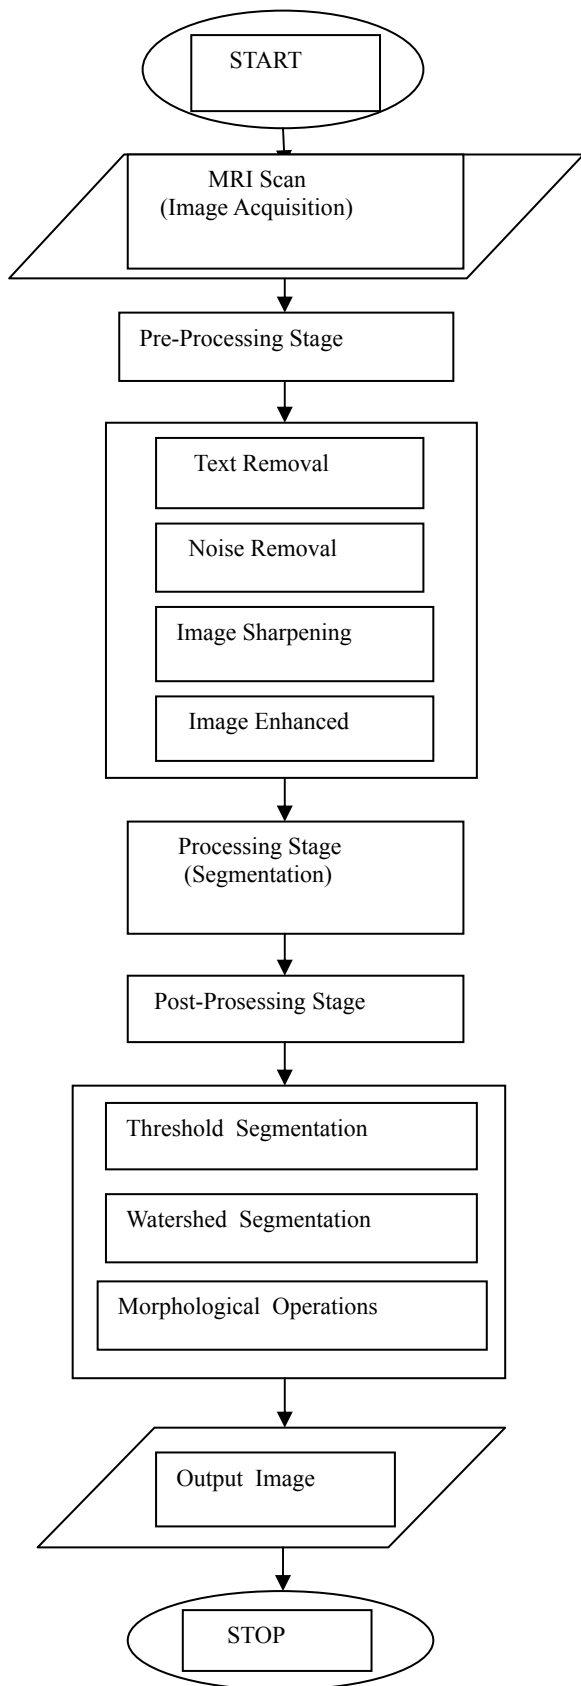 START
MRI Scan
(Image Acquisition)
Pre-Processing Stage
Text Removal
Noise Removal
Image Sharpening
Image Enhanced
Processing Stage
(Segmentation)
Post-Prosessing Stage
Threshold Segmentation
Watershed Segmentation
Morphological Operations
Output Image
STOP